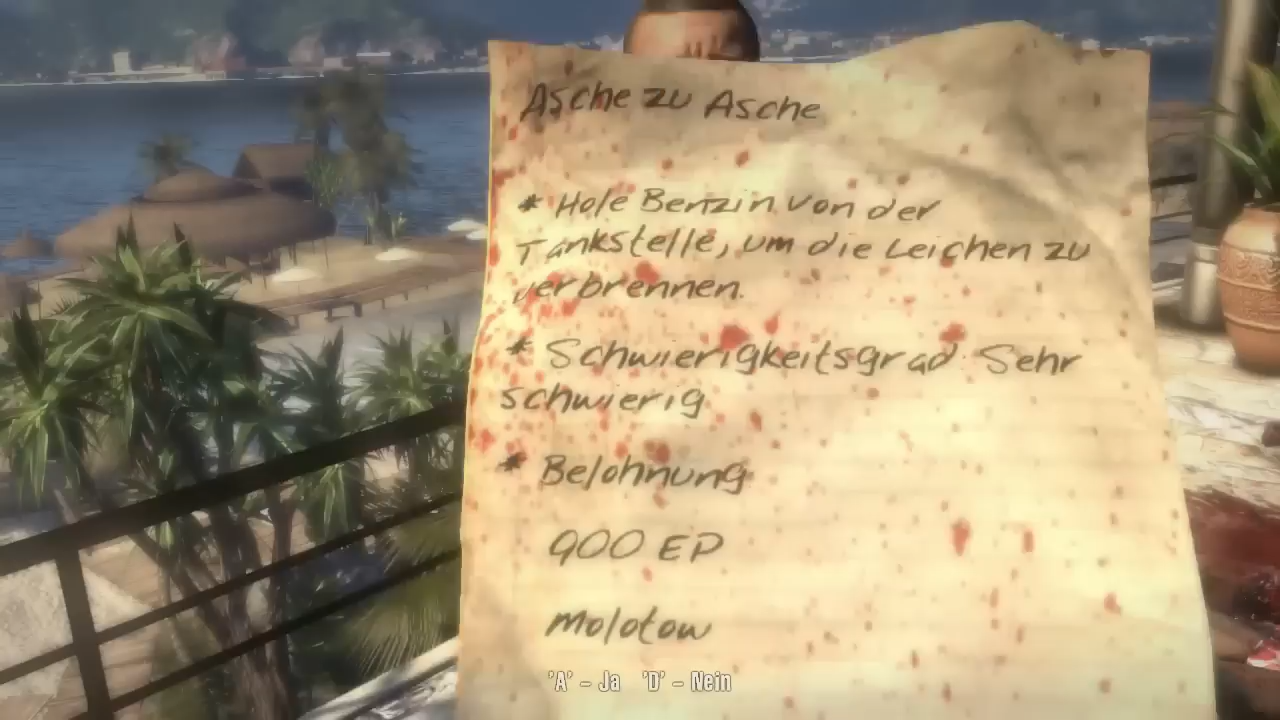 Asche zu Asche
* Hole Benzin von der
Tankstelle, um die Leichen zu
verbrennen.
* Schwierigkeitsgrad: Sehr
schwierig
* Belohnung
900 EP
Molotow
'A' - Ja 'D' - Nein